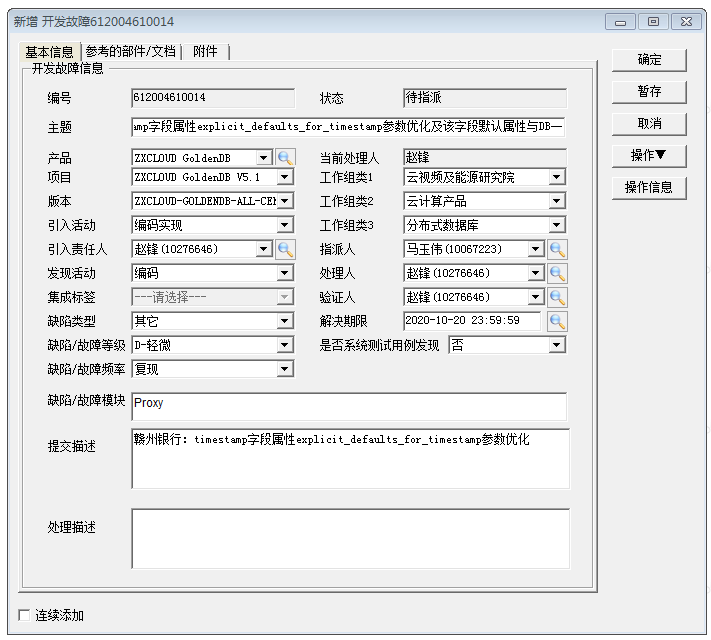 新增 开发故障612004610014
基本信息 参考的部件/文档 附件
开发故障信息
编号 612004610014 状态 待指派
主题 amp字段属性explicit_defaults_for_timestamp参数优化及该字段默认属性与DB一
产品 ZXCLOUD GoldenDB 当前处理人 赵锋
项目 ZXCLOUD GoldenDB V5.1 工作组类1 云视频及能源研究院
版本 ZXCLOUD-GOLDENDB-ALL-CEN 工作组类2 云计算产品
引入活动 编码实现 工作组类3 分布式数据库
引入责任人 赵锋(10276646) 指派人 马玉伟(10067223)
发现活动 编码 处理人 赵锋(10276646)
集成标签 ---请选择--- 验证人 赵锋(10276646)
缺陷类型 其它 解决期限 2020-10-20 23:59:59
缺陷/故障等级 D-轻微 是否系统测试用例发现 否
缺陷/故障频率 复现
缺陷/故障模块 Proxy
提交描述 赣州银行: timestamp字段属性explicit_defaults_for_timestamp参数优化
处理描述
连续添加
确定
暂存
取消
操作▼
操作信息